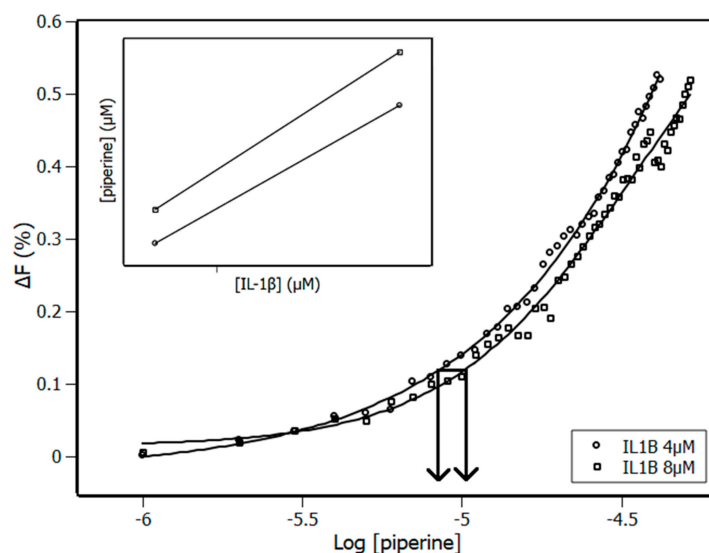 0.6
0.5
0.4
0.3
0.2
0.1
0
ΔF (%)
[piperine] (µM)
[IL-1β] (µM)
IL1B 4µM
IL1B 8µM
-6
-5.5
-5
-4.5
Log [piperine]